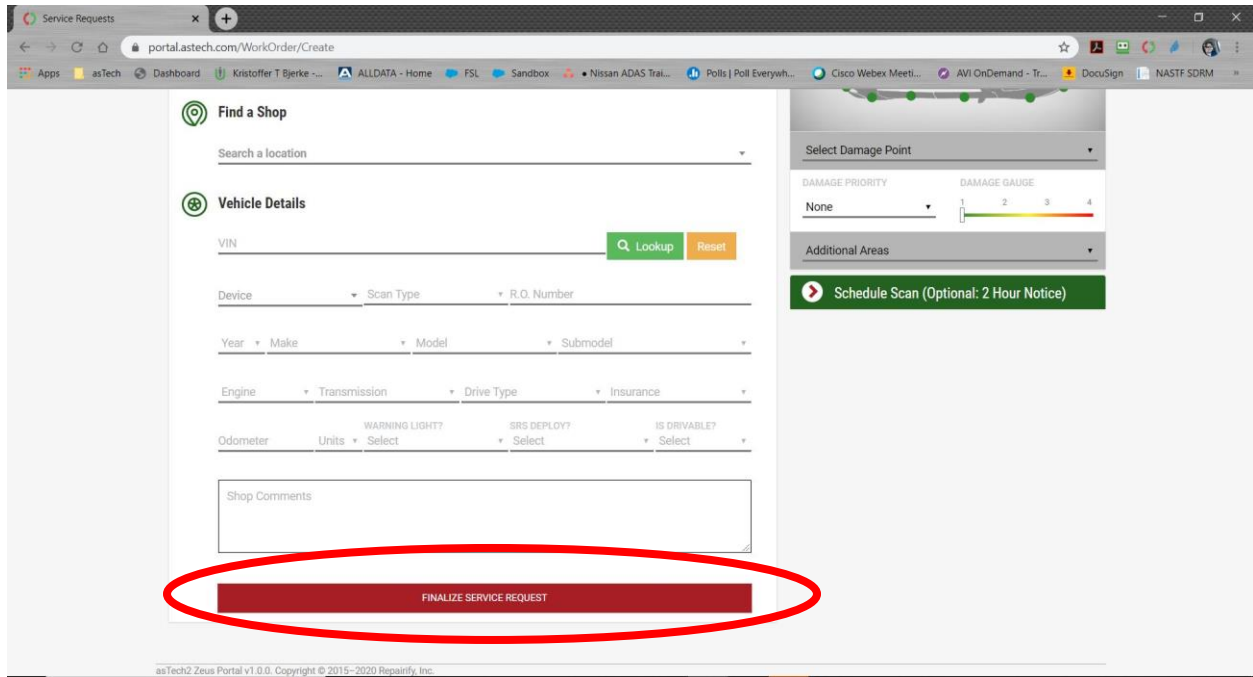 Service Requests
portal.astech.com/WorkOrder/Create
Apps asTech Dashboard Kristoffer T Bjerke -... ALLDATA - Home FSL Sandbox • Nissan ADAS Trai... Polls | Poll Everywh... Cisco Webex Meeti... AVI OnDemand - Tr... DocuSign NASTF SDRM »
Find a Shop
Search a location
Vehicle Details
VIN Lookup Reset
Device Scan Type R.O. Number
Year Make Model Submodel
Engine Transmission Drive Type Insurance
WARNING LIGHT? SRS DEPLOY? IS DRIVABLE?
Odometer Units Select Select Select
Shop Comments
FINALIZE SERVICE REQUEST
Select Damage Point
DAMAGE PRIORITY DAMAGE GAUGE
None 1 2 3 4
Additional Areas
Schedule Scan (Optional: 2 Hour Notice)
asTech2 Zeus Portal v1.0.0. Copyright © 2015–2020 Repairify, Inc.